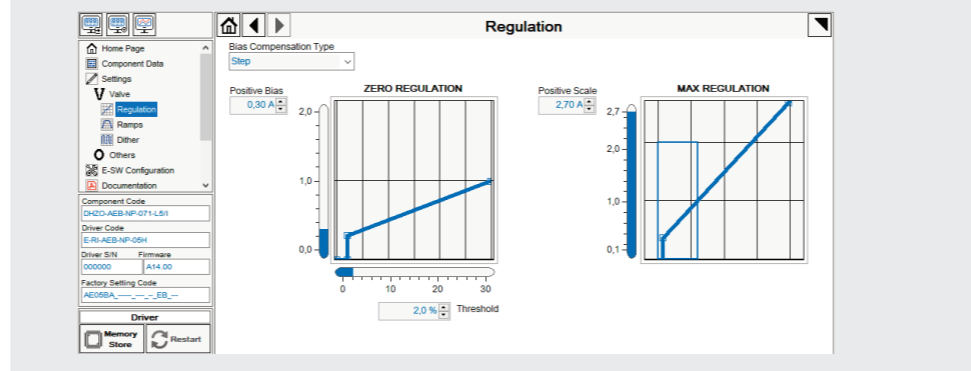 Regulation
Home Page
Component Data
Settings
Valve
Regulation
Ramps
Dither
Others
E-SW Configuration
Documentation
Component Code
DHZO-AEB-NP-071-L5/I
Driver Code
E-RI-AEB-NP-05H
Driver S/N Firmware
000000 A14.00
Factory Setting Code
Driver
Memory Store
Restart
Bias Compensation Type
Step
Positive Bias
0,30 A
ZERO REGULATION
2,0
1,0
0,0
0 10 20 30
2,0 % Threshold
Positive Scale
2,70 A
MAX REGULATION
2,7
2,0
1,0
0,1